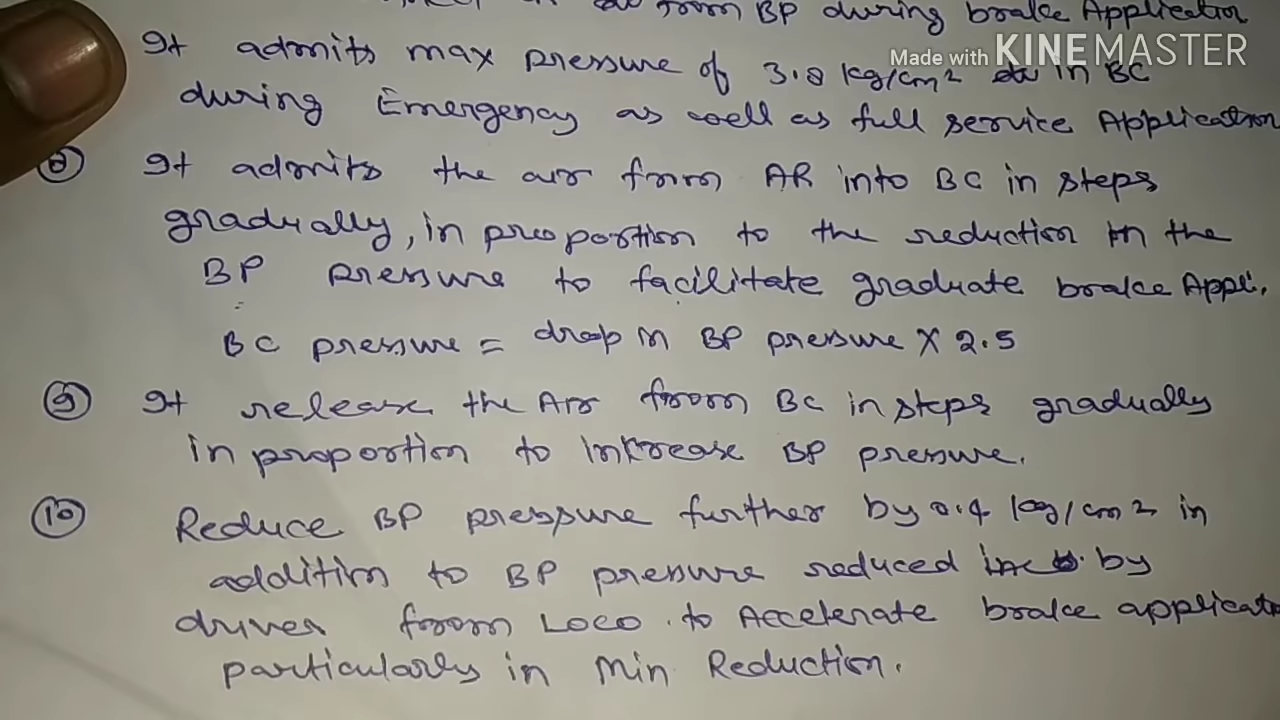 from BP during brake Application
Made with KINEMASTER
It admits max pressure of 3.8 kg/cm2 in BC
during Emergency as well as full service Application
⑧ It admits the air from AR into BC in steps
gradually, in proportion to the reduction in the
BP pressure to facilitate graduate brake Appli.
BC pressure = drop in BP pressure X 2.5
⑨ It release the Air from BC in steps gradually
in proportion to increase BP pressure.
⑩ Reduce BP pressure further by 0.4 kg/cm2 in
addition to BP pressure reduced by
driver from Loco. to Accelerate brake applicat
particularly in Min Reduction.